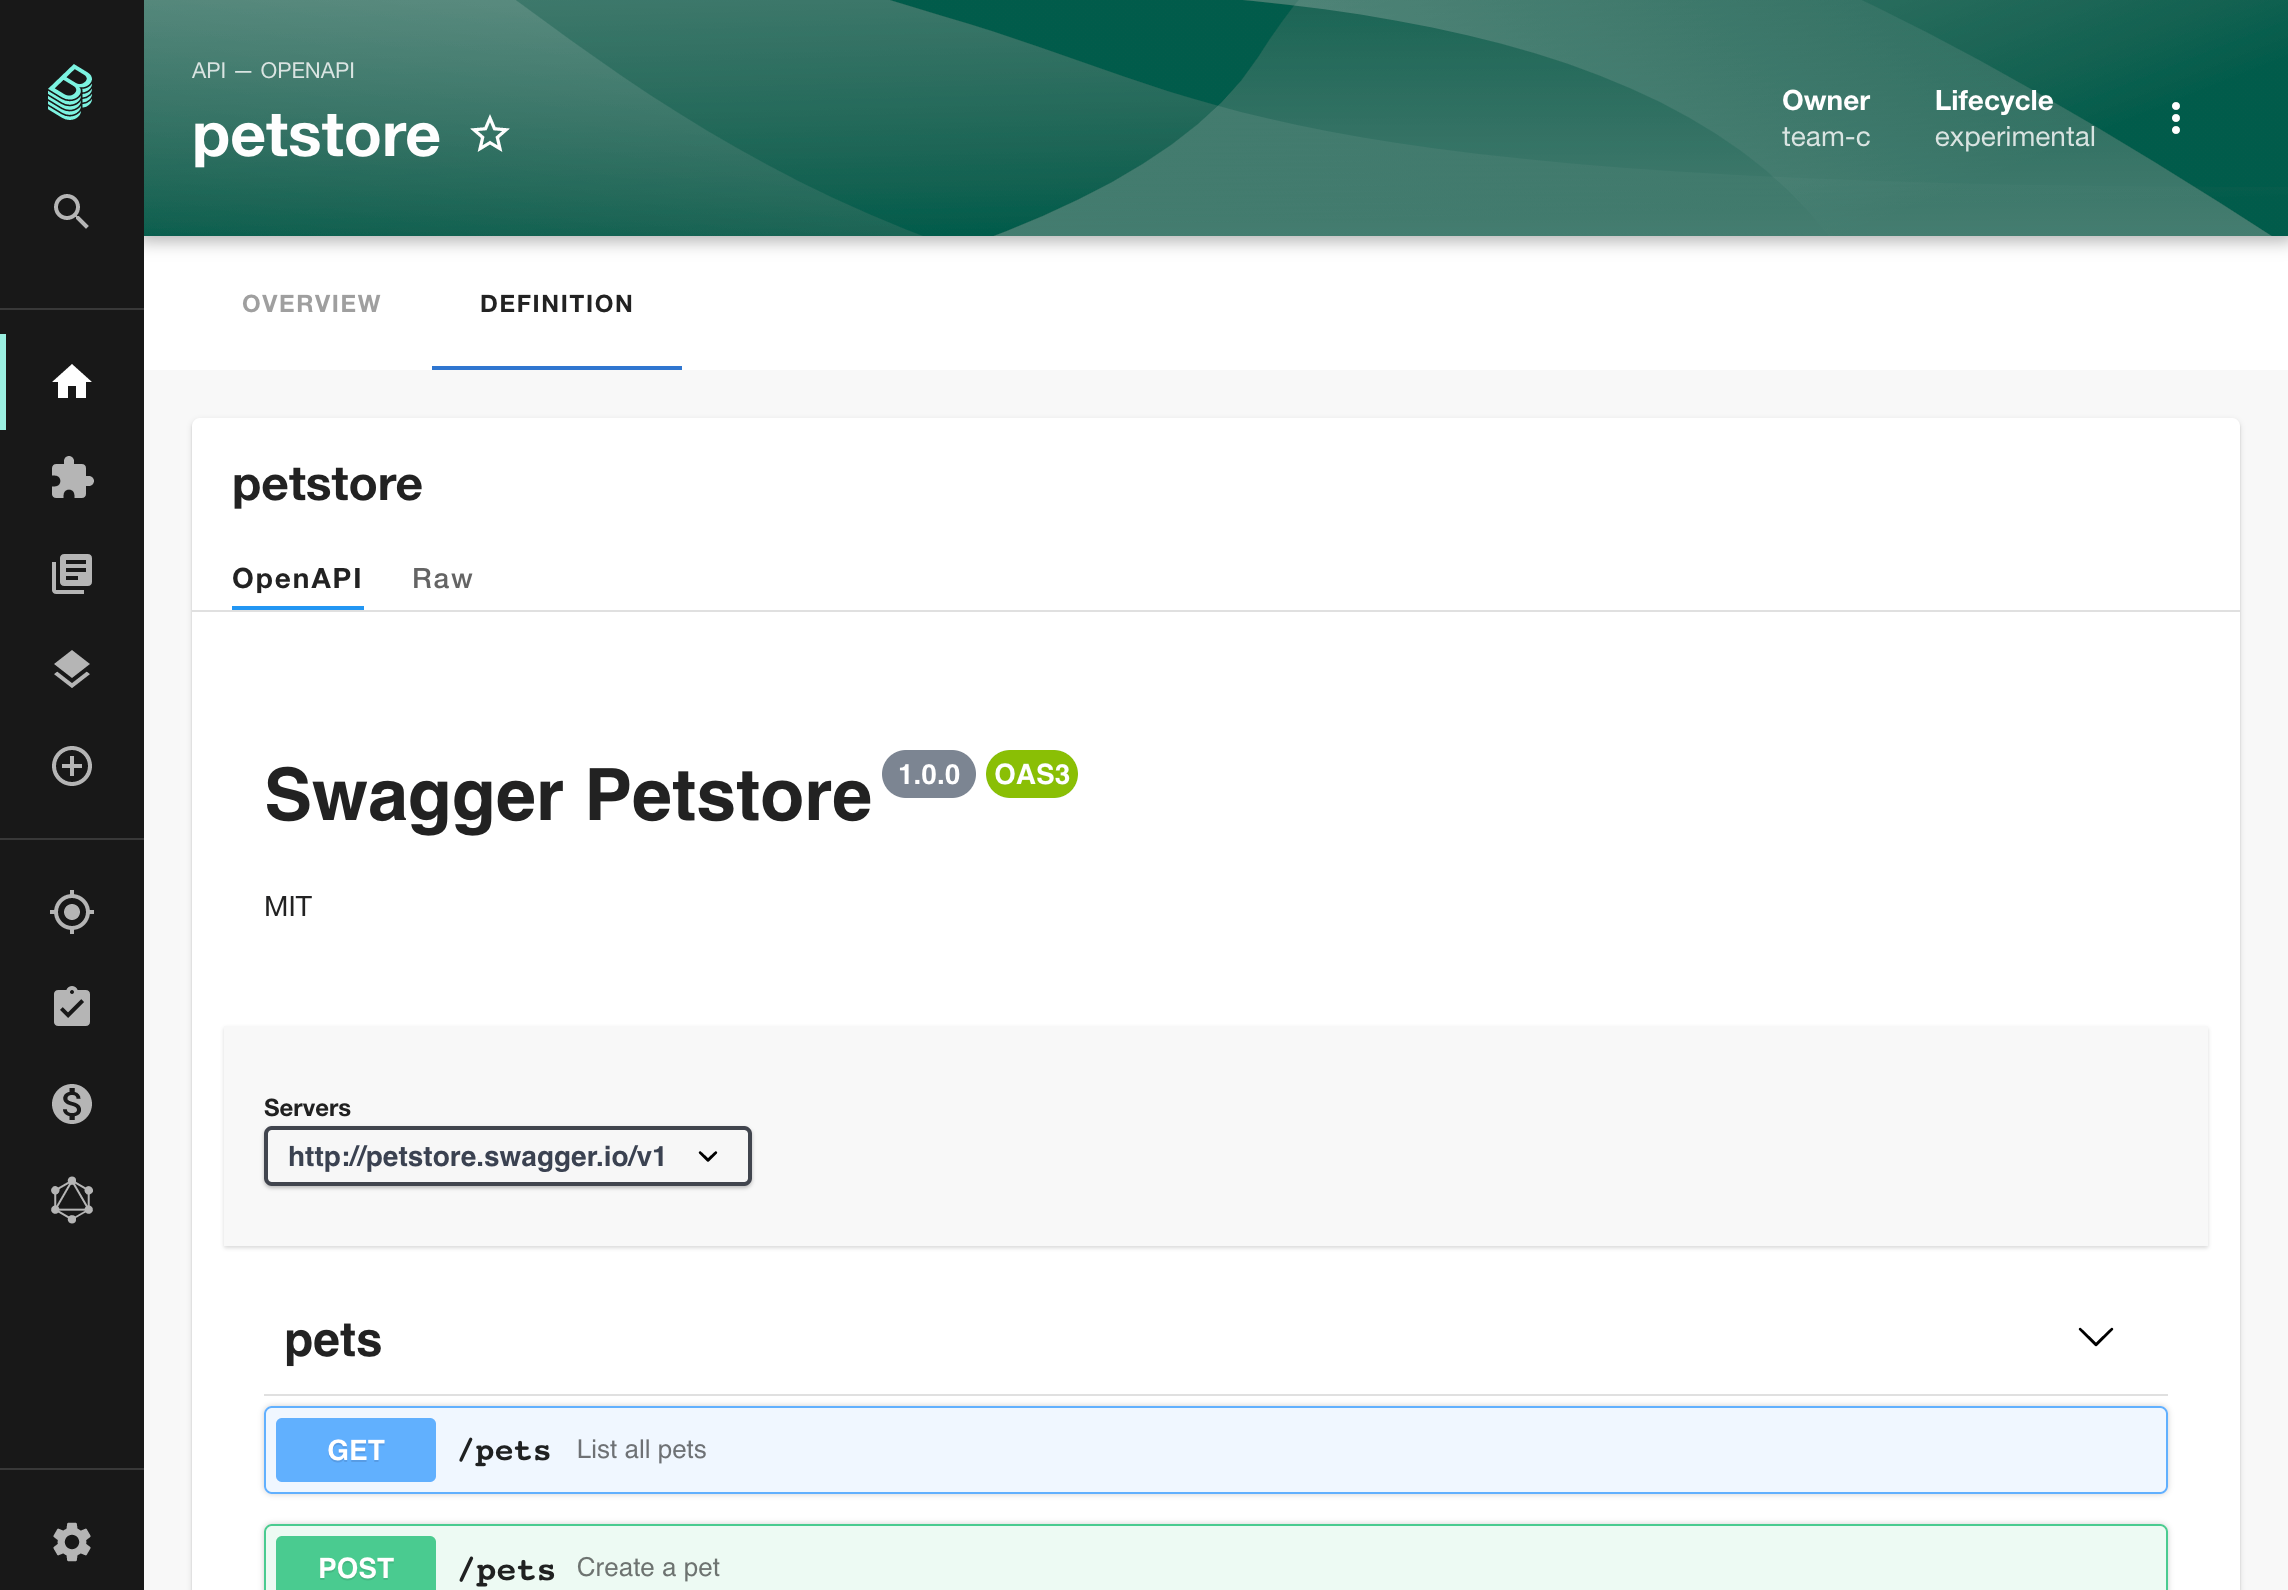 API — OPENAPI
petstore
Owner
team-c
Lifecycle
experimental
OVERVIEW
DEFINITION
petstore
OpenAPI
Raw
Swagger Petstore 1.0.0 OAS3
MIT
Servers
http://petstore.swagger.io/v1
pets
GET /pets List all pets
POST /pets Create a pet